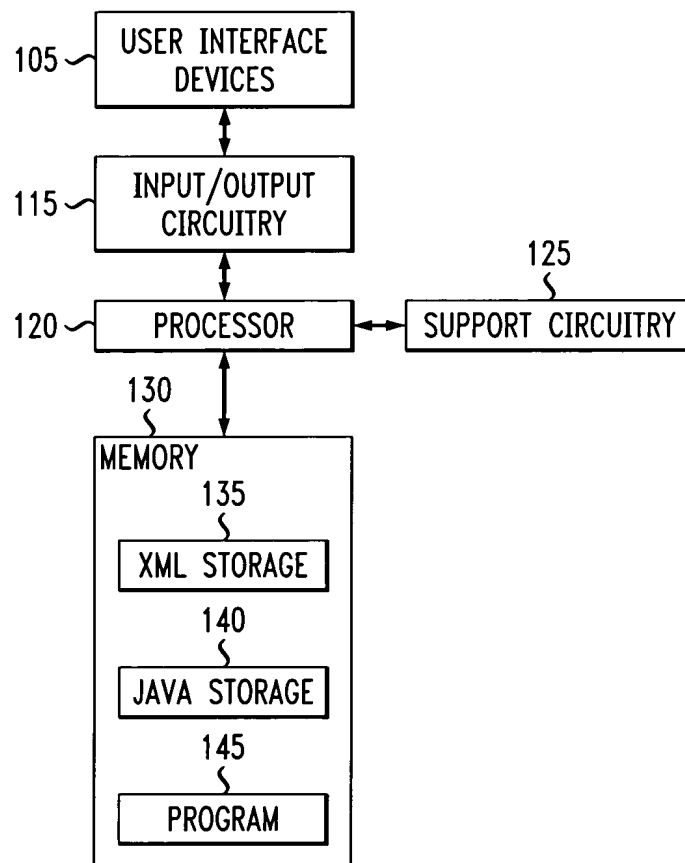 105
USER INTERFACE
DEVICES
115
INPUT/OUTPUT
CIRCUITRY
125
120
PROCESSOR
SUPPORT CIRCUITRY
130
MEMORY
135
XML STORAGE
140
JAVA STORAGE
145
PROGRAM